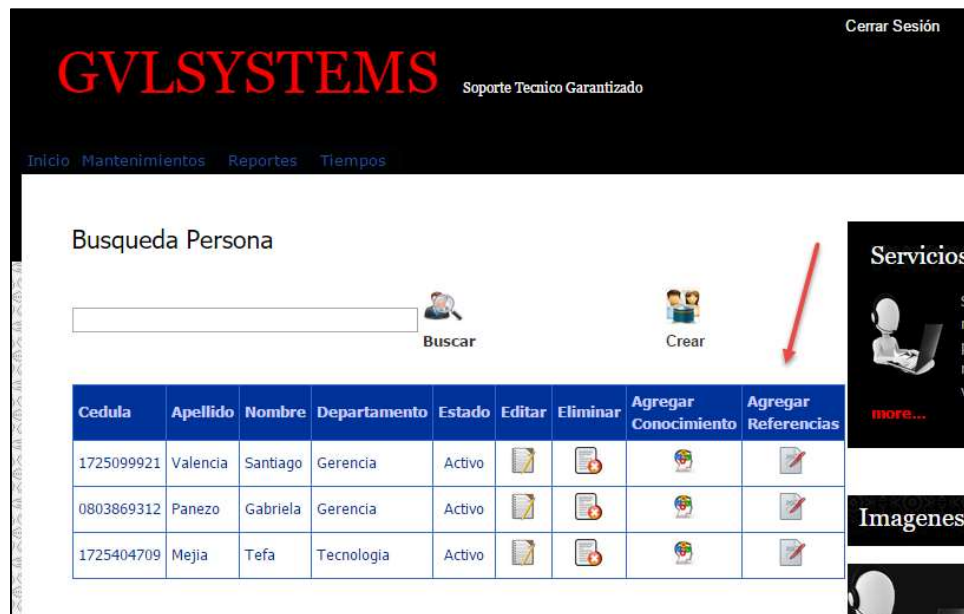 Cerrar Sesión
GVLSYSTEMS Soporte Tecnico Garantizado
Inicio Mantenimientos Reportes Tiempos
Busqueda Persona
Buscar
Crear
Cedula Apellido Nombre Departamento Estado Editar Eliminar Agregar Conocimiento Agregar Referencias
1725099921 Valencia Santiago Gerencia Activo
0803869312 Panezo Gabriela Gerencia Activo
1725404709 Mejia Tefa Tecnologia Activo
Servicios
more...
Imagenes